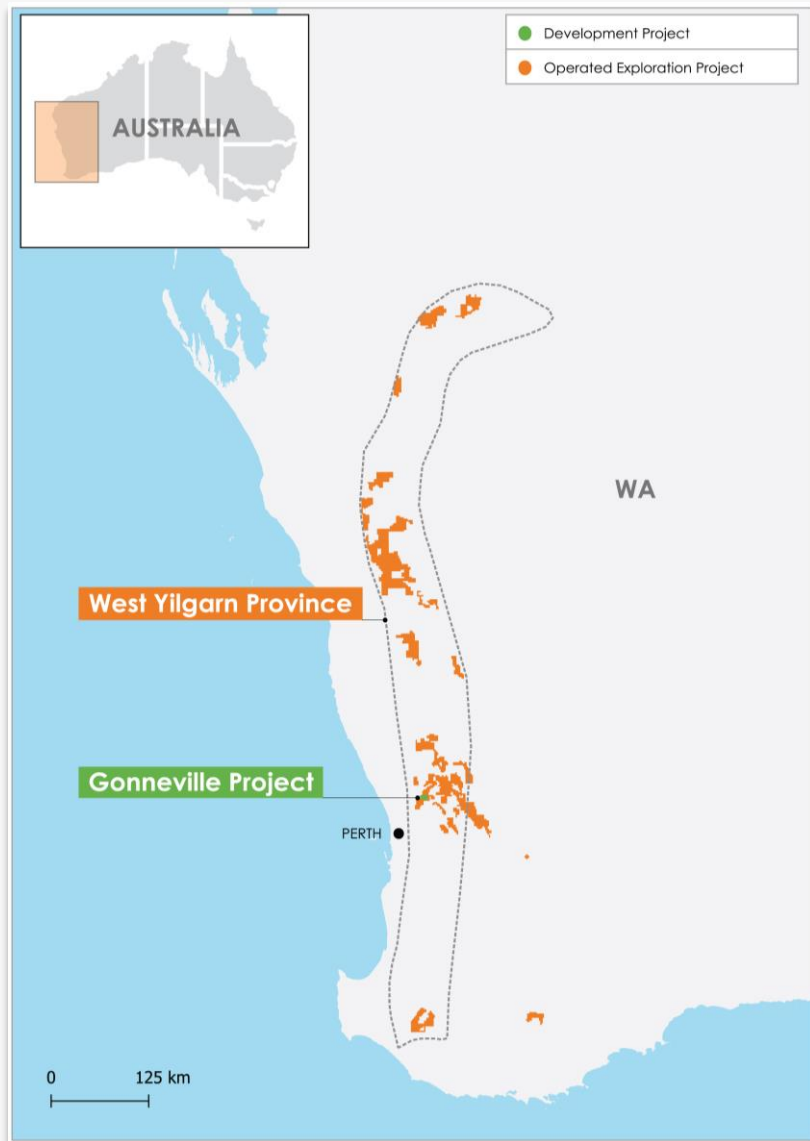 AUSTRALIA
Development Project
Operated Exploration Project
WA
West Yilgarn Province
Gonneville Project
PERTH
0 125 km